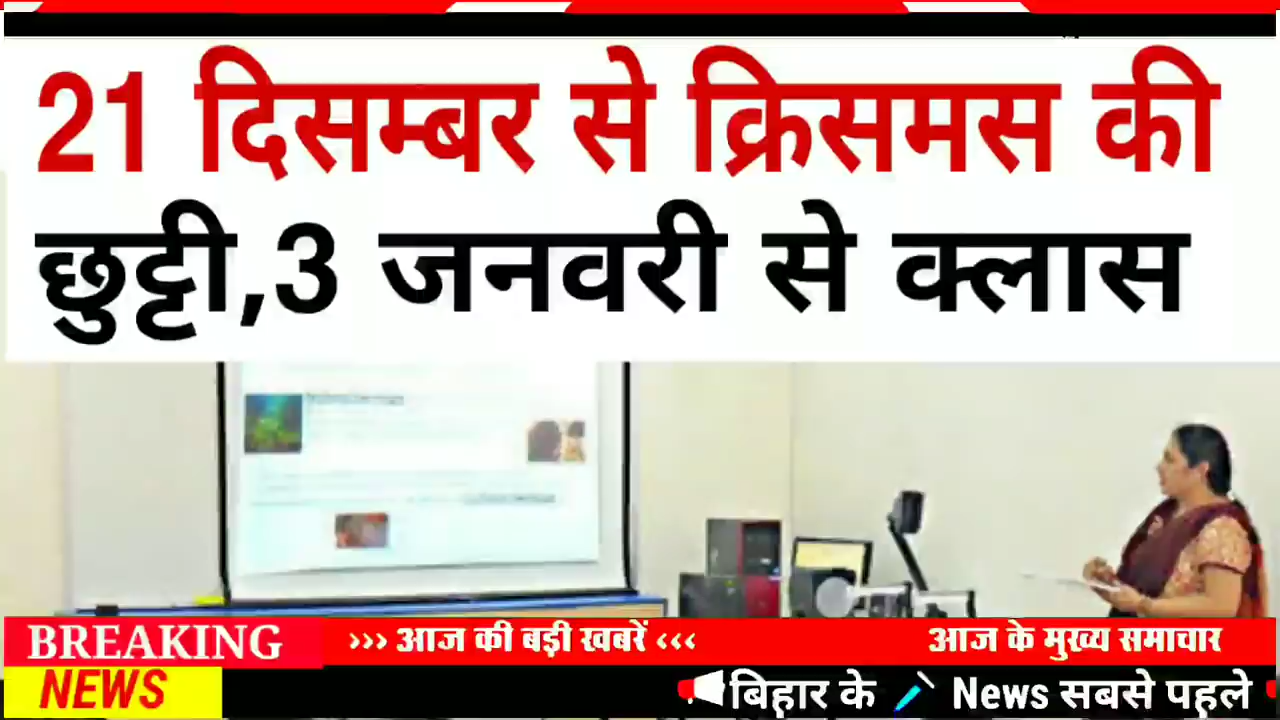 21 दिसम्बर से क्रिसमस की
छुट्टी,3 जनवरी से क्लास
BREAKING
NEWS
››› आज की बड़ी खबरें ‹‹‹
आज के मुख्य समाचार
बिहार के News सबसे पहले